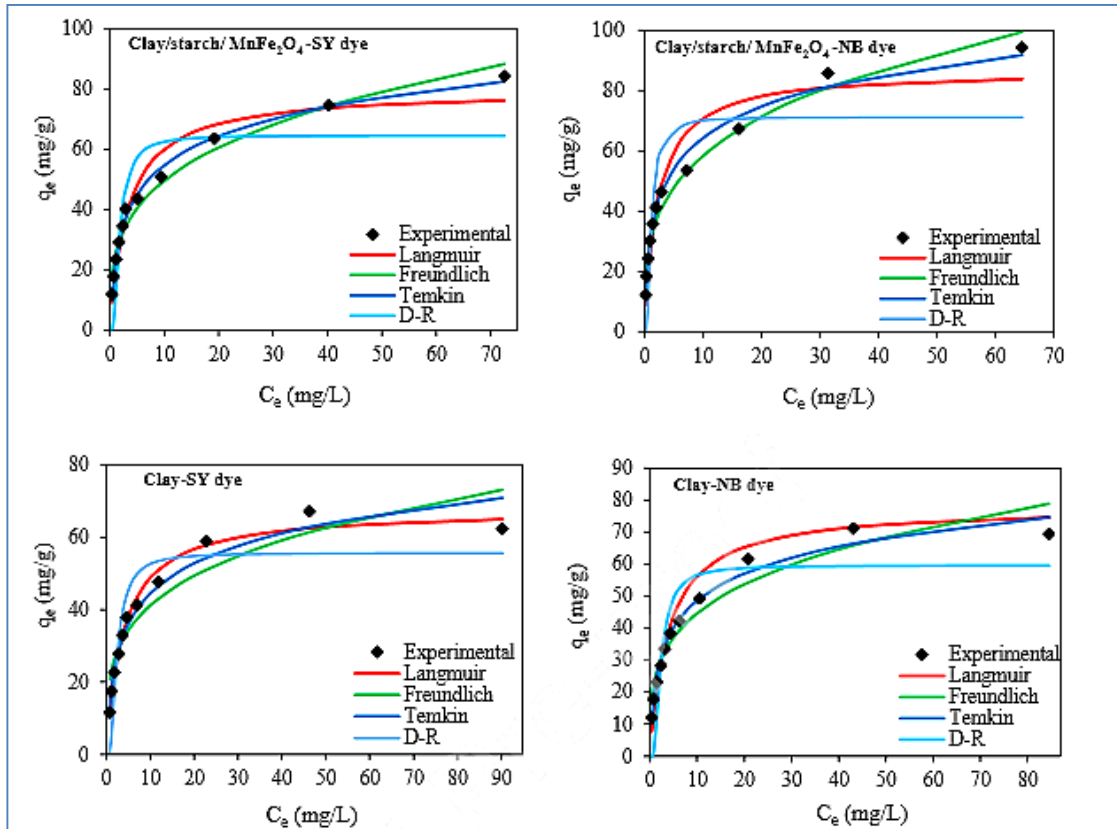 Clay/starch/ MnFe₂O₄-SY dye
100
80
60
40
20
0
qₑ (mg/g)
Experimental
Langmuir
Freundlich
Temkin
D-R
0 10 20 30 40 50 60 70
Cₑ (mg/L)
Clay/starch/ MnFe₂O₄-NB dye
100
80
60
40
20
0
qₑ (mg/g)
Experimental
Langmuir
Freundlich
Temkin
D-R
0 10 20 30 40 50 60 70
Cₑ (mg/L)
Clay-SY dye
80
60
40
20
0
qₑ (mg/g)
Experimental
Langmuir
Freundlich
Temkin
D-R
0 10 20 30 40 50 60 70 80 90
Cₑ (mg/L)
Clay-NB dye
90
80
70
60
50
40
30
20
10
0
qₑ (mg/g)
Experimental
Langmuir
Freundlich
Temkin
D-R
0 10 20 30 40 50 60 70 80
Cₑ (mg/L)